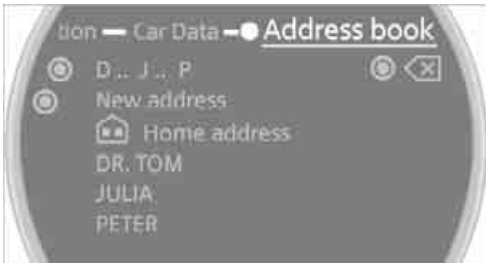 tion Car Data Address book
D .. J .. P
New address
Home address
DR. TOM
JULIA
PETER